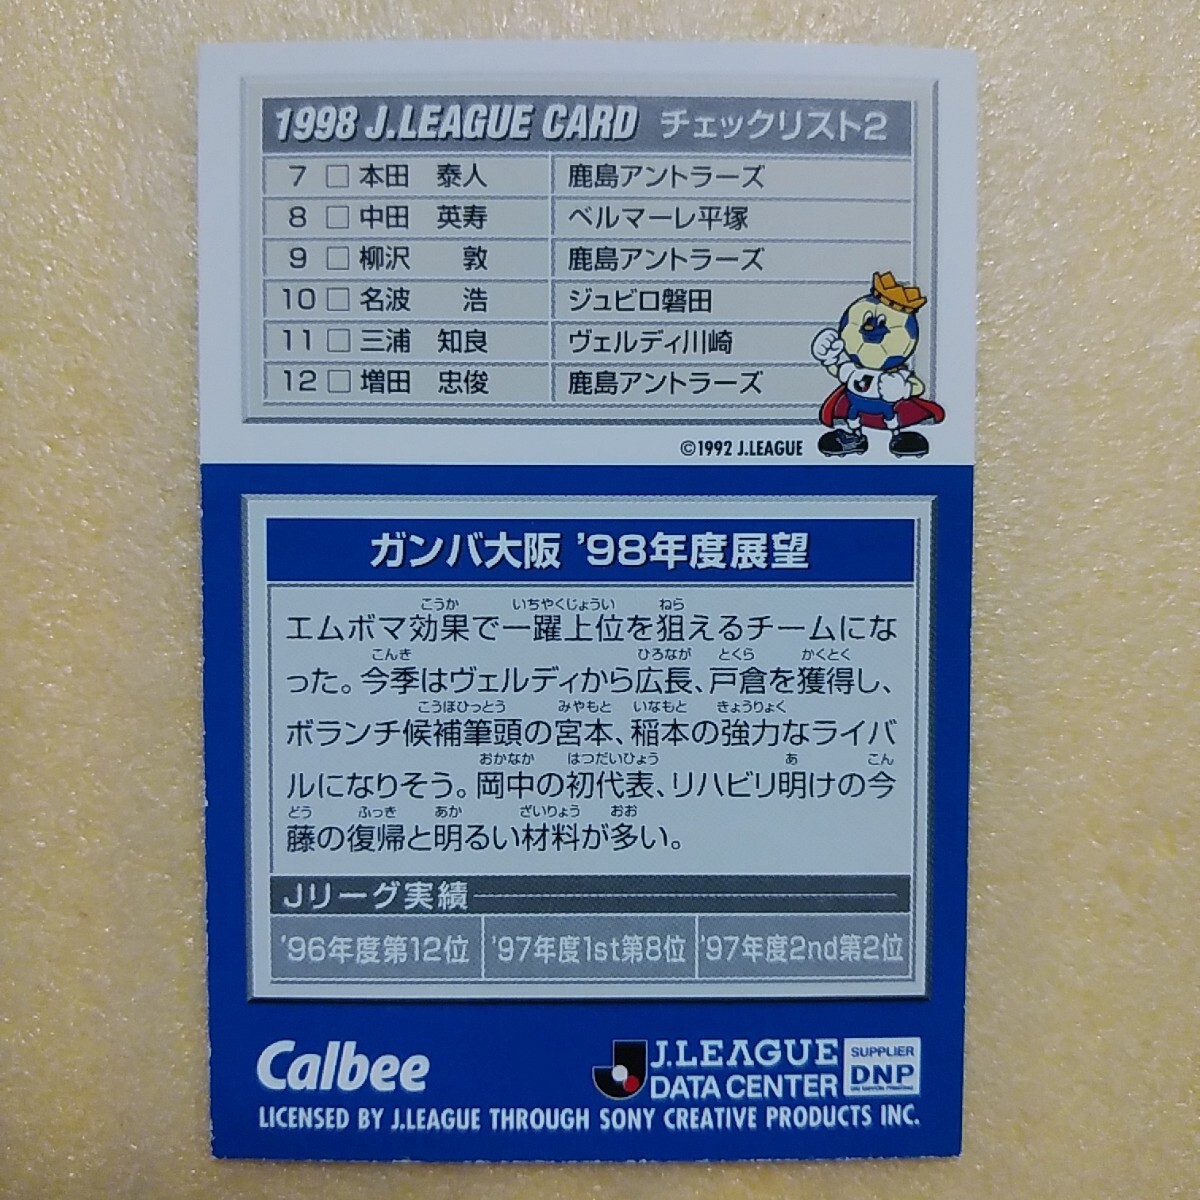 1998 J.LEAGUE CARD チェックリスト2
7 □ 本田 泰人 鹿島アントラーズ
8 □ 中田 英寿 ベルマーレ平塚
9 □ 柳沢 敦 鹿島アントラーズ
10 □ 名波 浩 ジュビロ磐田
11 □ 三浦 知良 ヴェルディ川崎
12 □ 増田 忠俊 鹿島アントラーズ
©1992 J.LEAGUE
ガンバ大阪 '98年度展望
こうか いちやくじょうい ねら
エムボマ効果で一躍上位を狙えるチームにな
こんき ひろなが とくら かくとく
った。今季はヴェルディから広長、戸倉を獲得し、
こうほひっとう みやもと いなもと きょうりょく
ボランチ候補筆頭の宮本、稲本の強力なライバ
おかなか はつだいひょう あ こん
ルになりそう。岡中の初代表、リハビリ明けの今
どう ふっき あか ざいりょう おお
藤の復帰と明るい材料が多い。
Jリーグ実績
'96年度第12位 '97年度1st第8位 '97年度2nd第2位
Calbee
J.LEAGUE
DATA CENTER
SUPPLIER
DNP
LICENSED BY J.LEAGUE THROUGH SONY CREATIVE PRODUCTS INC.